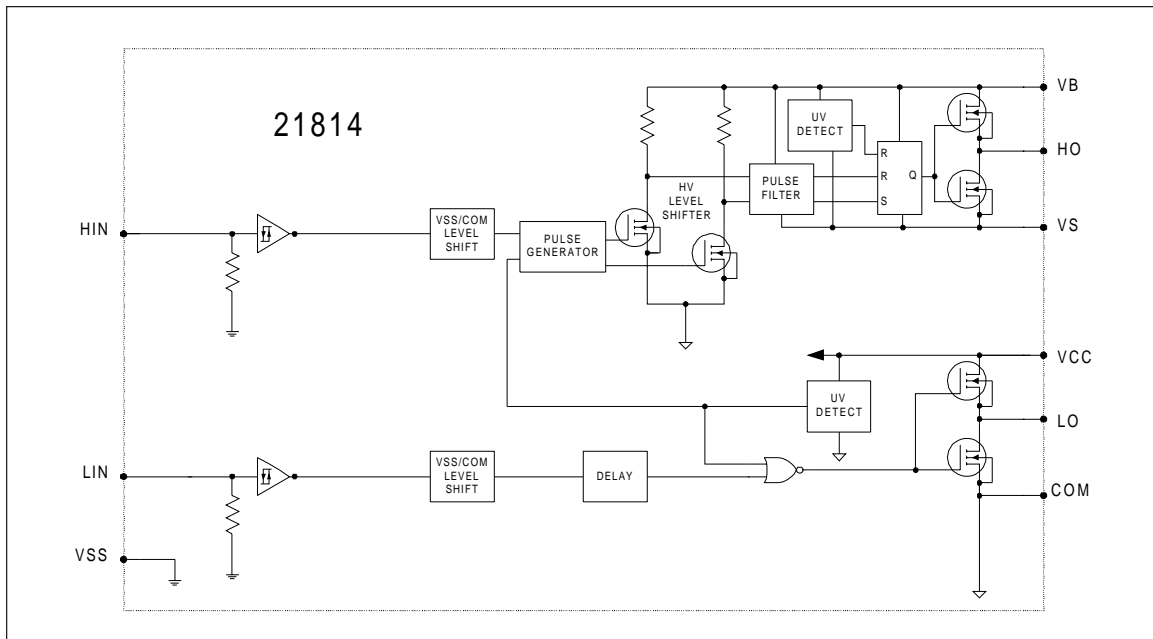 21814
VB
UV
DETECT
HO
R
R
Q
S
HV
LEVEL
SHIFTER
PULSE
FILTER
VS
HIN
VSS/COM
LEVEL
SHIFT
PULSE
GENERATOR
VCC
UV
DETECT
LO
LIN
VSS/COM
LEVEL
SHIFT
DELAY
COM
VSS